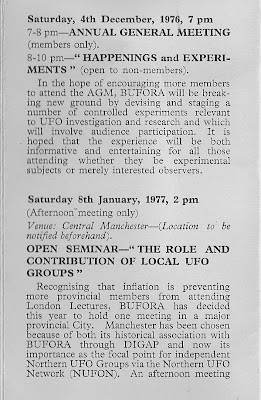 Saturday, 4th December, 1976, 7 pm
7-8 pm—ANNUAL GENERAL MEETING
(members only).
8-10 pm—“ HAPPENINGS and EXPERI-
MENTS ” (open to non-members).
In the hope of encouraging more members
to attend the AGM, BUFORA will be break-
ing new ground by devising and staging a
number of controlled experiments relevant
to UFO investigation and research and which
will involve audience participation. It is
hoped that the experience will be both
informative and entertaining for all those
attending whether they be experimental
subjects or merely interested observers.
Saturday 8th January, 1977, 2 pm
(Afternoon meeting only)
Venue: Central Manchester—(Location to be
notified beforehand).
OPEN SEMINAR—“ THE ROLE AND
CONTRIBUTION OF LOCAL UFO
GROUPS ”
Recognising that inflation is preventing
more provincial members from attending
London Lectures, BUFORA has decided
this year to hold one meeting in a major
provincial City. Manchester has been chosen
because of both its historical association with
BUFORA through DIGAP and now its
importance as the focal point for independent
Northern UFO Groups via the Northern UFO
Network (NUFON). An afternoon meeting